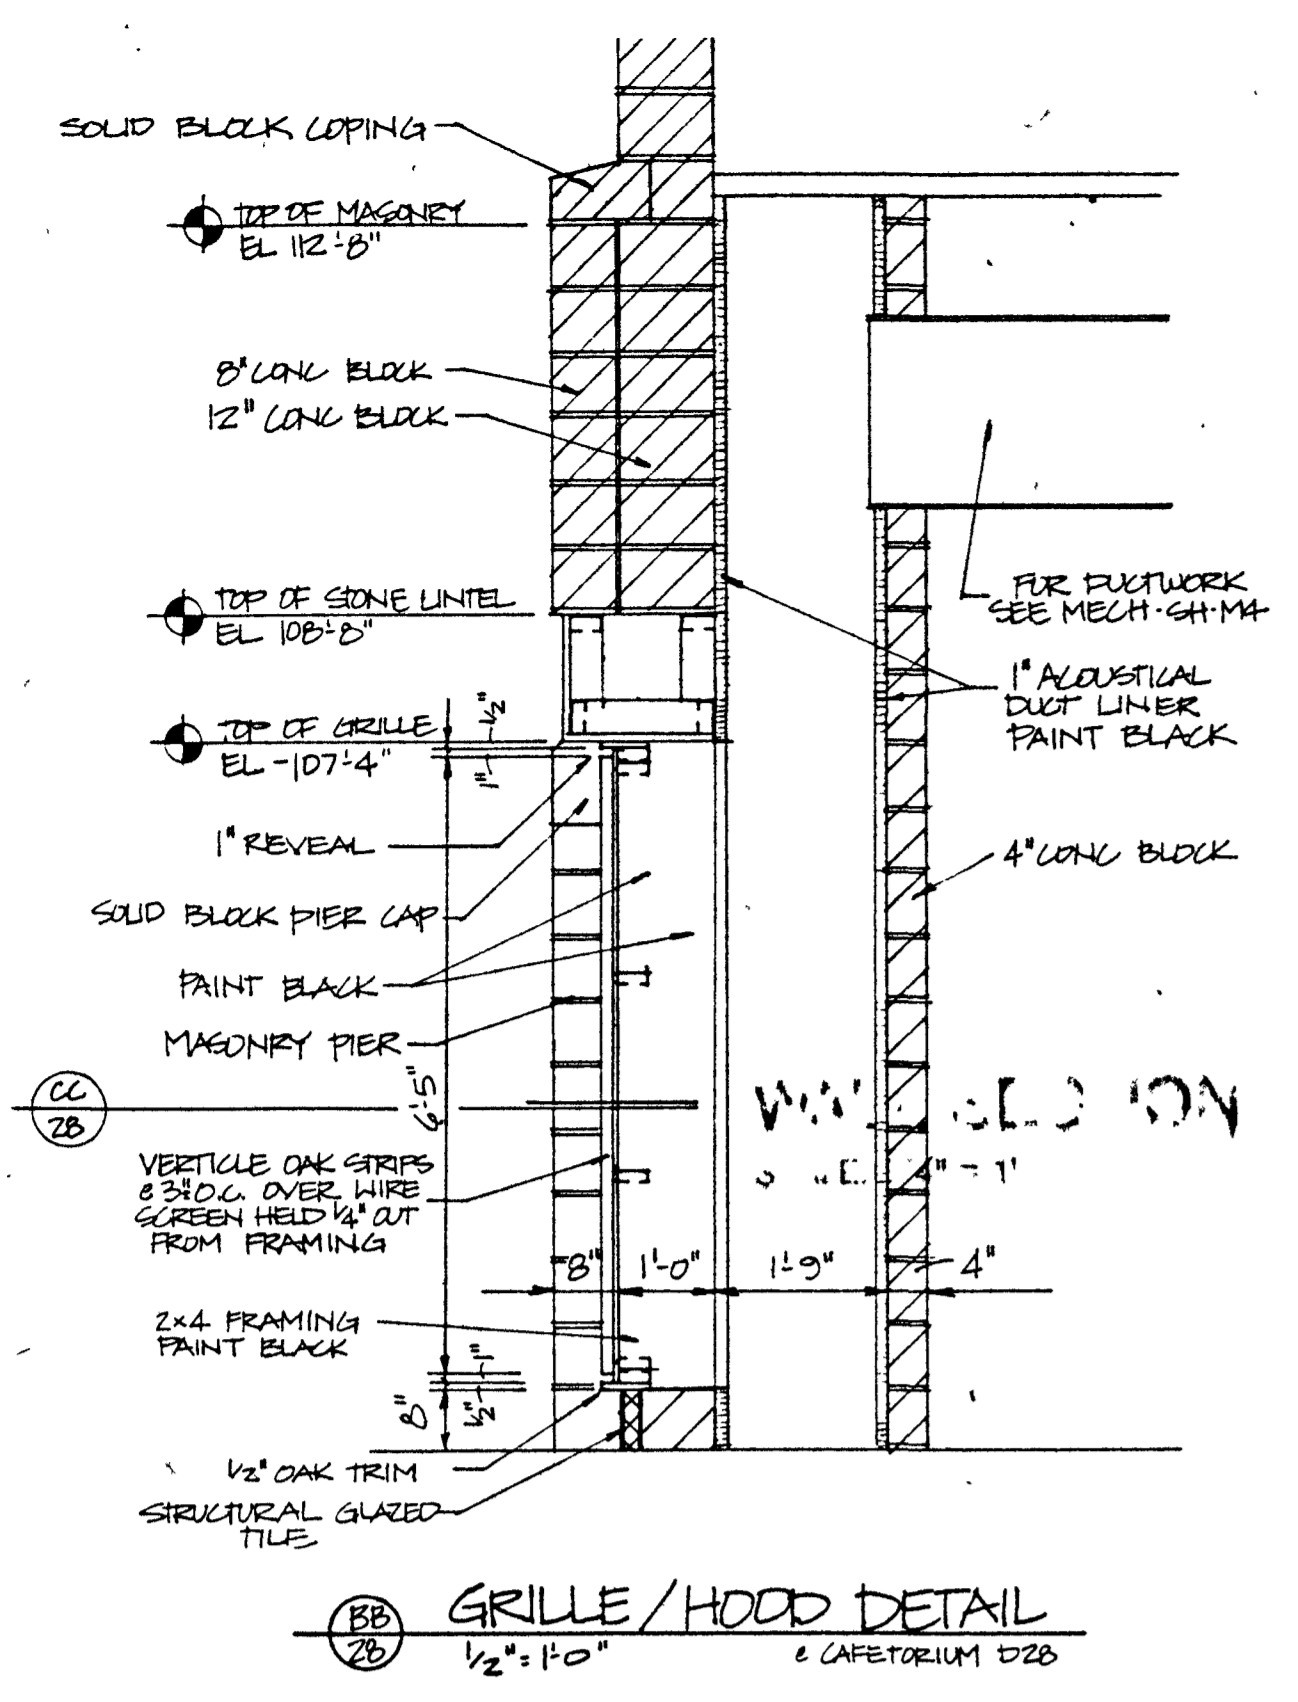 SOLID BLOCK COPING
TOP OF MASONRY
EL 112'-8"
8" CONC BLOCK
12" CONC BLOCK
TOP OF STONE LINTEL
EL 108'-8"
FOR DUCTWORK
SEE MECH·SH·M4
1" ACOUSTICAL
DUCT LINER
PAINT BLACK
1/2"
TOP OF GRILLE
EL -107'-4"
1"
1" REVEAL
4" CONC BLOCK
SOLID BLOCK PIER CAP
PAINT BLACK
MASONRY PIER
6'-5"
CC
28
VERTICLE OAK STRIPS
@ 3" O.C. OVER WIRE
SCREEN HELD 1/4" OUT
FROM FRAMING
8" 1'-0" 1'-9" 4"
2x4 FRAMING
PAINT BLACK
1"
1/2"
8"
1/2" OAK TRIM
STRUCTURAL GLAZED
TILE
BB
28
GRILLE/HOOD DETAIL
1/2" = 1'-0"
@ CAFETORIUM D28